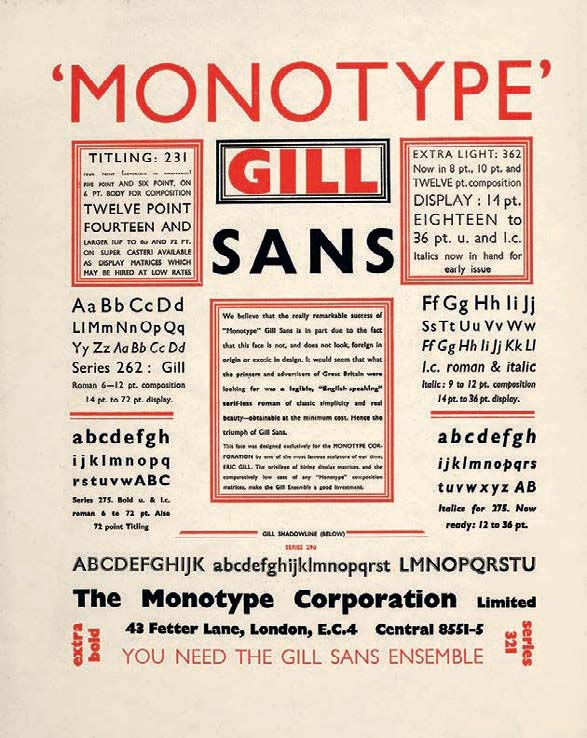 ‘MONOTYPE’
TITLING: 231
FIVE POINT AND SIX POINT, ON
6 PT. BODY FOR COMPOSITION
TWELVE POINT
FOURTEEN AND
LARGER (UP TO 60 AND 72 PT.
ON SUPER CASTER) AVAILABLE
AS DISPLAY MATRICES WHICH
MAY BE HIRED AT LOW RATES
GILL
SANS
EXTRA LIGHT: 362
Now in 8 pt., 10 pt. and
TWELVE pt. composition
DISPLAY : 14 pt.
EIGHTEEN to
36 pt. u. and l.c.
Italics now in hand for
early issue
Aa Bb Cc Dd
Ll Mm Nn Oo Pp Qq
Yy Zz Aa Bb Cc Dd
Series 262 : Gill
Roman 6—12 pt. composition
14 pt. to 72 pt. display.
abcdefgh
ijklmnopq
rstuvwABC
Series 275. Bold u. & l.c.
roman 6 to 72 pt. Also
72 point Titling
We believe that the really remarkable success of
"Monotype" Gill Sans is in part due to the fact
that this face is not, and does not look, foreign in
origin or exotic in design. It would seem that what
the printers and advertisers of Great Britain were
looking for was a legible, "English-speaking"
serif-less roman of classic simplicity and real
beauty—obtainable at the minimum cost. Hence the
triumph of Gill Sans.
This face was designed exclusively for the MONOTYPE COR-
PORATION by one of the most famous sculptors of our time,
ERIC GILL. The privilege of hiring display matrices, and the
comparatively low cost of any "Monotype" composition
matrices, make the Gill Ensemble a good investment.
Ff Gg Hh Ii Jj
Ss Tt Uu Vv Ww
Ff Gg Hh Ii Jj Kk Ll
l.c. roman & italic
Italic: 9 to 12 pt. composition
14 pt. to 36 pt. display.
abcdefgh
ijklmnopqrs
tuvwxyz AB
Italics for 275. Now
ready: 12 to 36 pt.
GILL SHADOWLINE (BELOW)
SERIES 290
ABCDEFGHIJK abcdefghijklmnopqrst LMNOPQRSTU
The Monotype Corporation Limited
43 Fetter Lane, London, E.C.4 Central 8551-5
extra
bold
series
321
YOU NEED THE GILL SANS ENSEMBLE